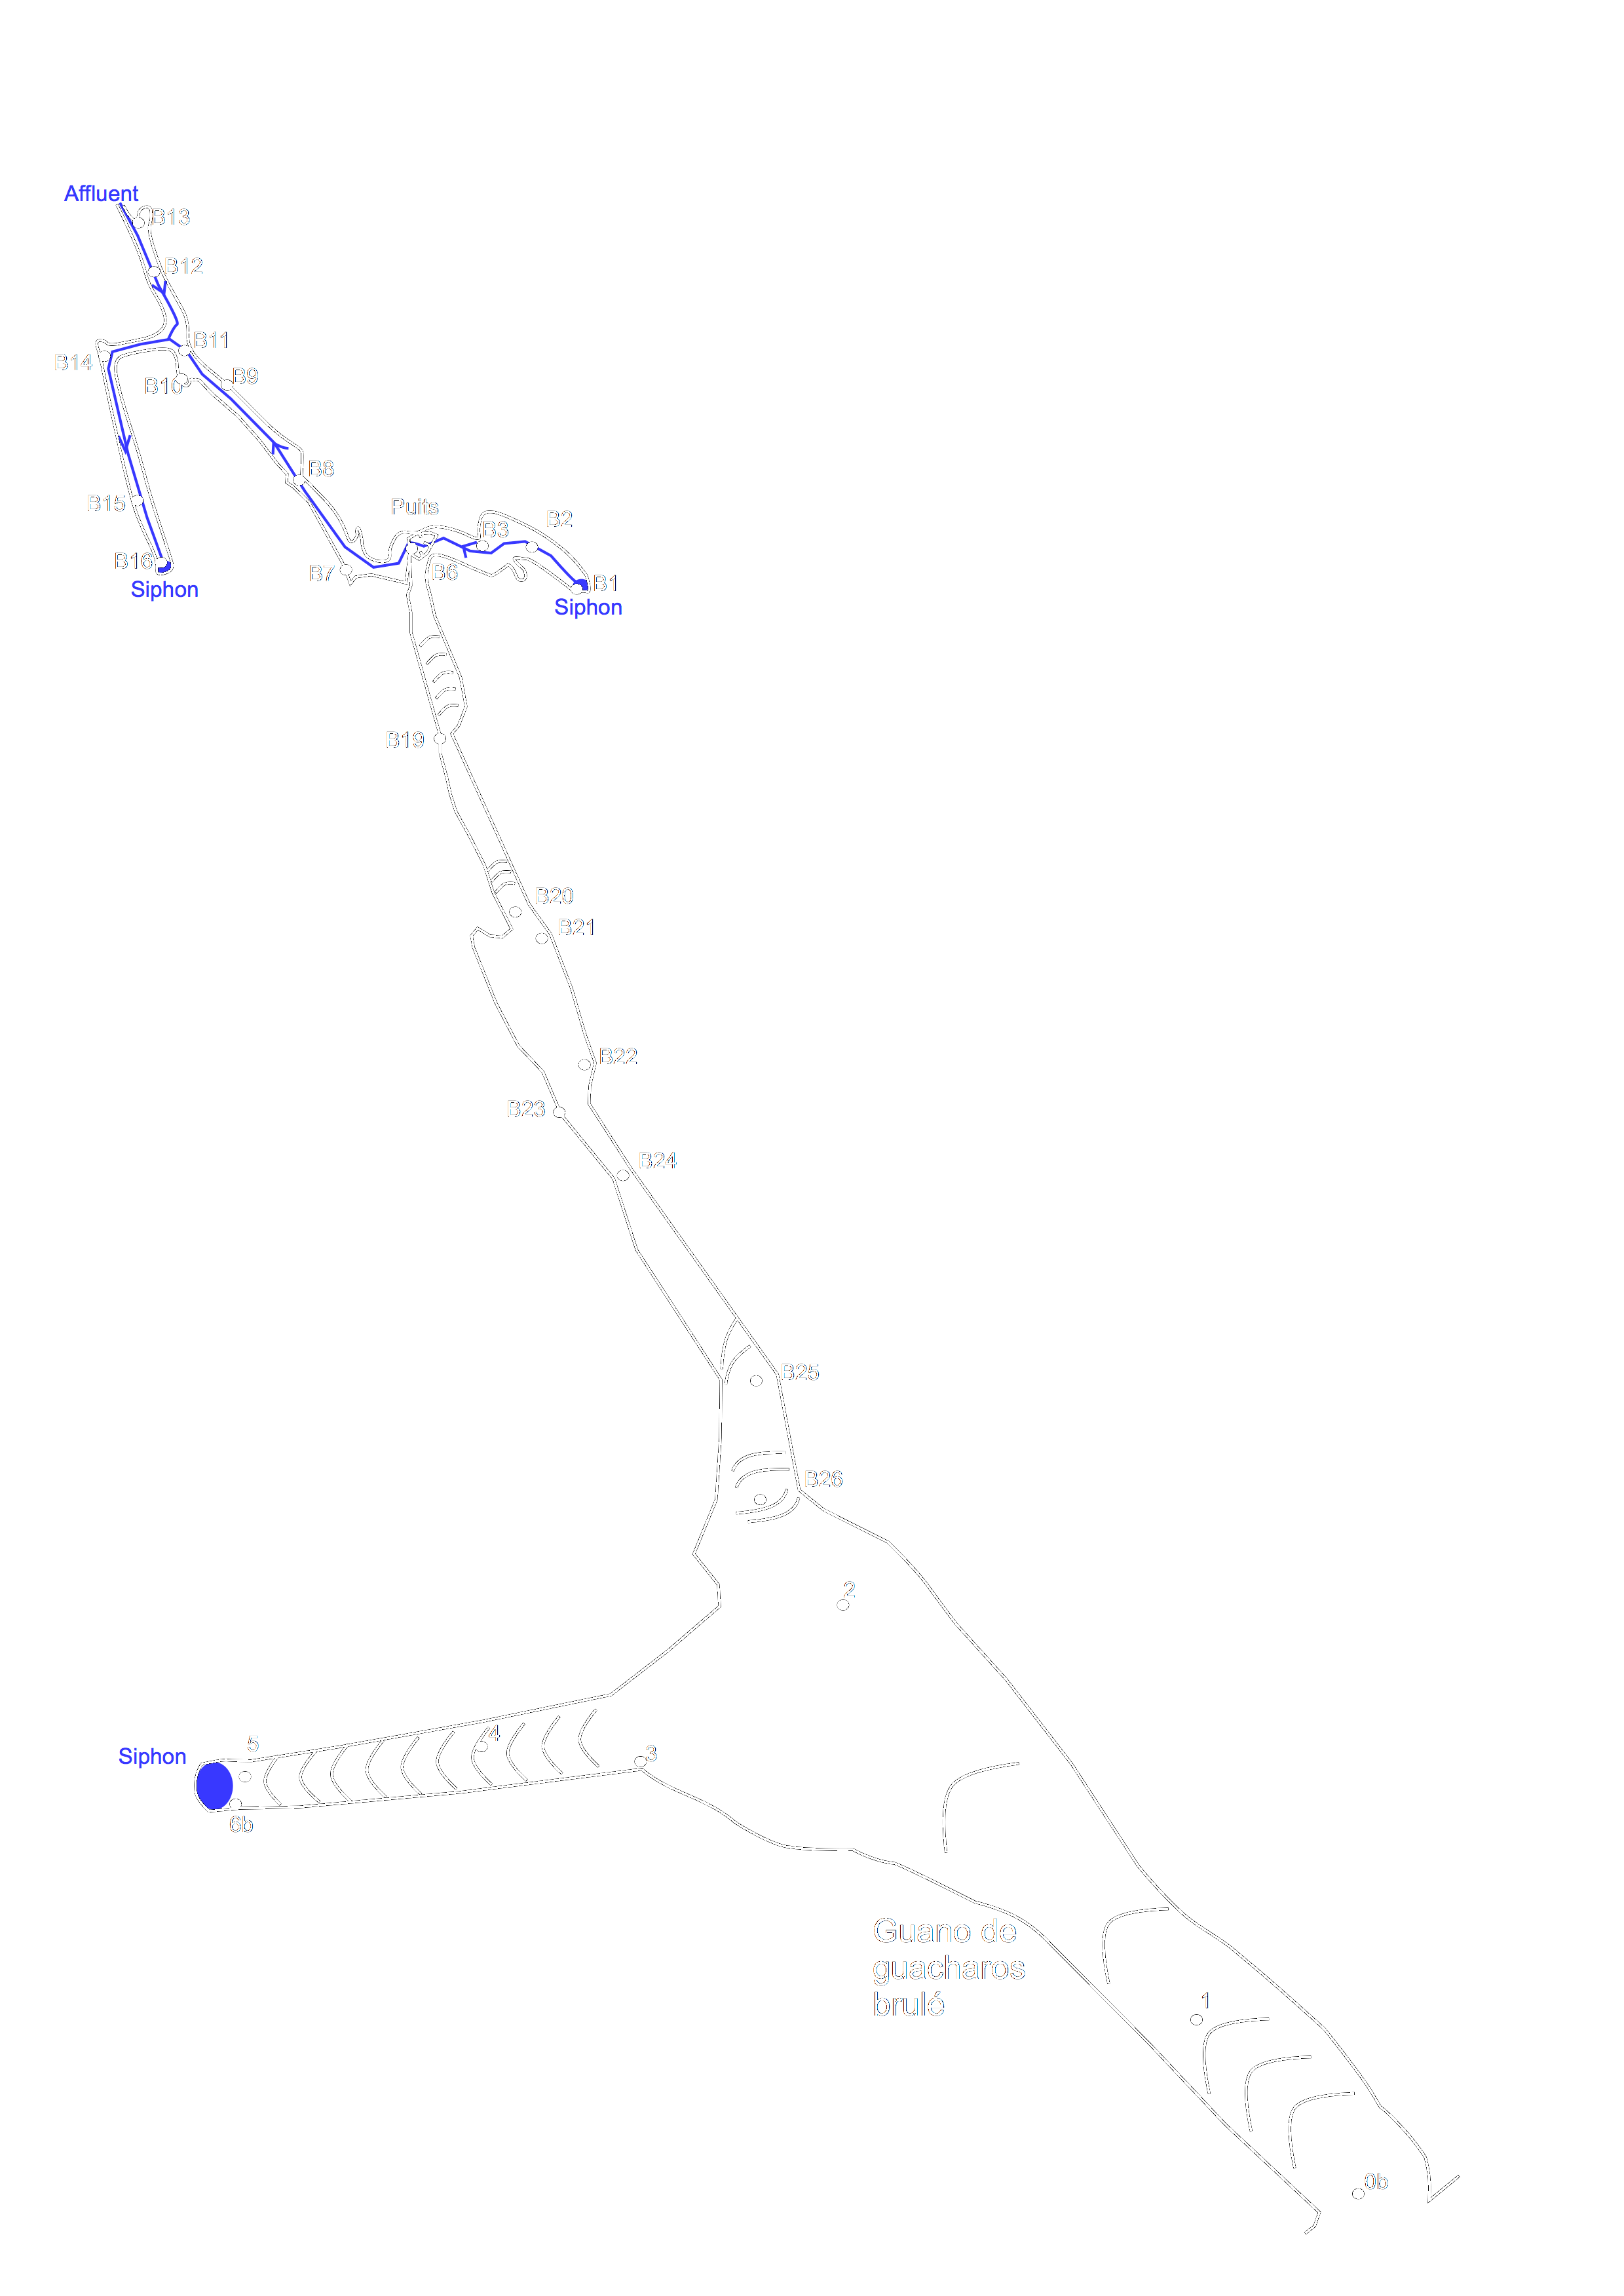 Affluent
B13
B12
B11
B14
B10
B9
B8
B15
Puits
B3
B2
B16
B7
B6
B1
Siphon
Siphon
B19
B20
B21
B22
B23
B24
B25
B26
2
5
4
3
Siphon
6b
Guano de
guacharos
brulé
1
0b